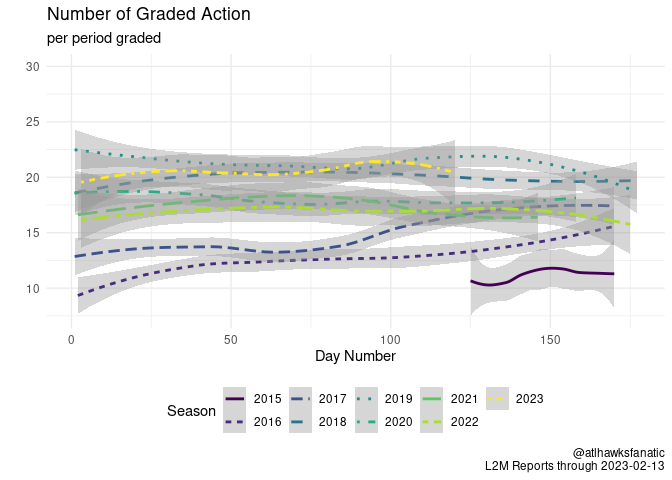 Number of Graded Action
per period graded
30
25
20
15
10
0 50 100 150
Day Number
Season
2015 2017 2019 2021 2023
2016 2018 2020 2022
@atlhawksfanatic
L2M Reports through 2023-02-13